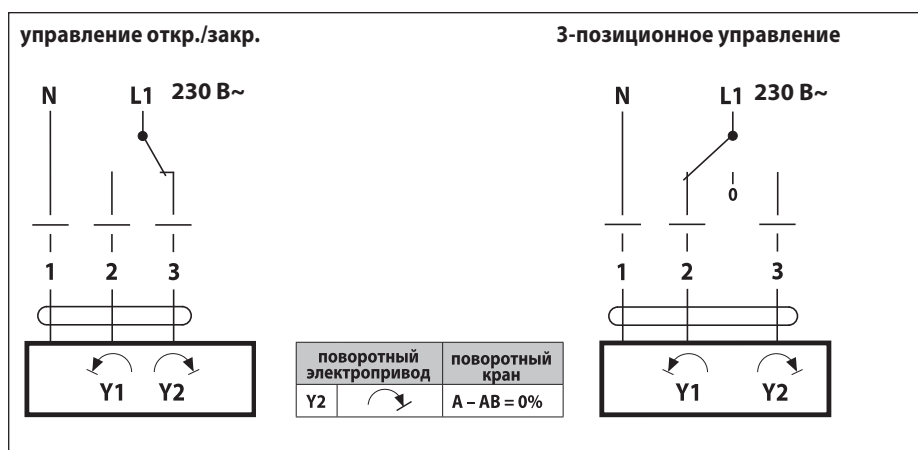 управление откр./закр.
3-позиционное управление
N L1 230 В~
N L1 230 В~
0
1 2 3
1 2 3
Y1 Y2
поворотный электропривод
поворотный кран
Y2 A – AB = 0%
Y1 Y2